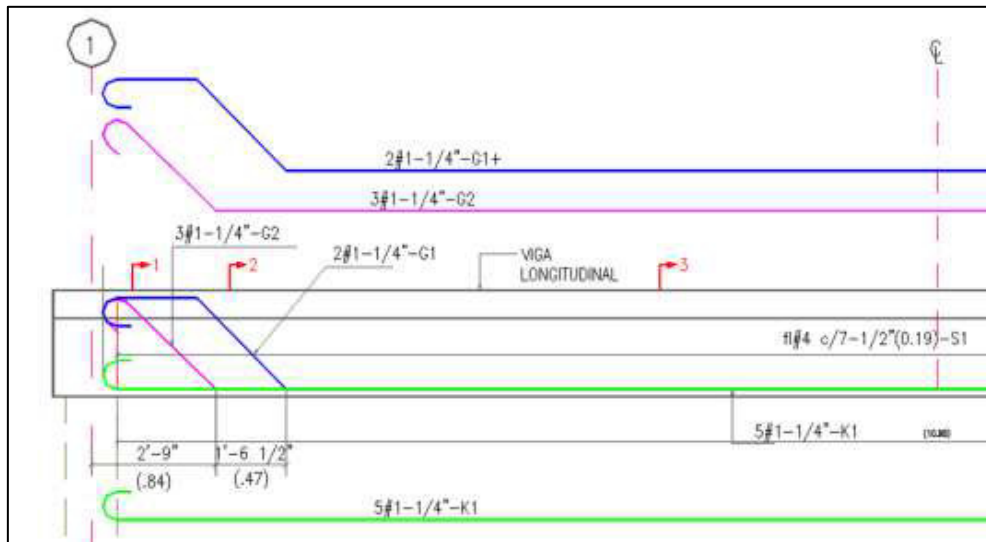 1
℄
2#1-1/4"-G1+
3#1-1/4"-G2
3#1-1/4"-G2
2#1-1/4"-G1
1
2
VIGA
LONGITUDINAL
3
#4 c/7-1/2"(0.19)-S1
5#1-1/4"-K1
2'-9"
1'-6 1/2"
(.84)
(.47)
5#1-1/4"-K1